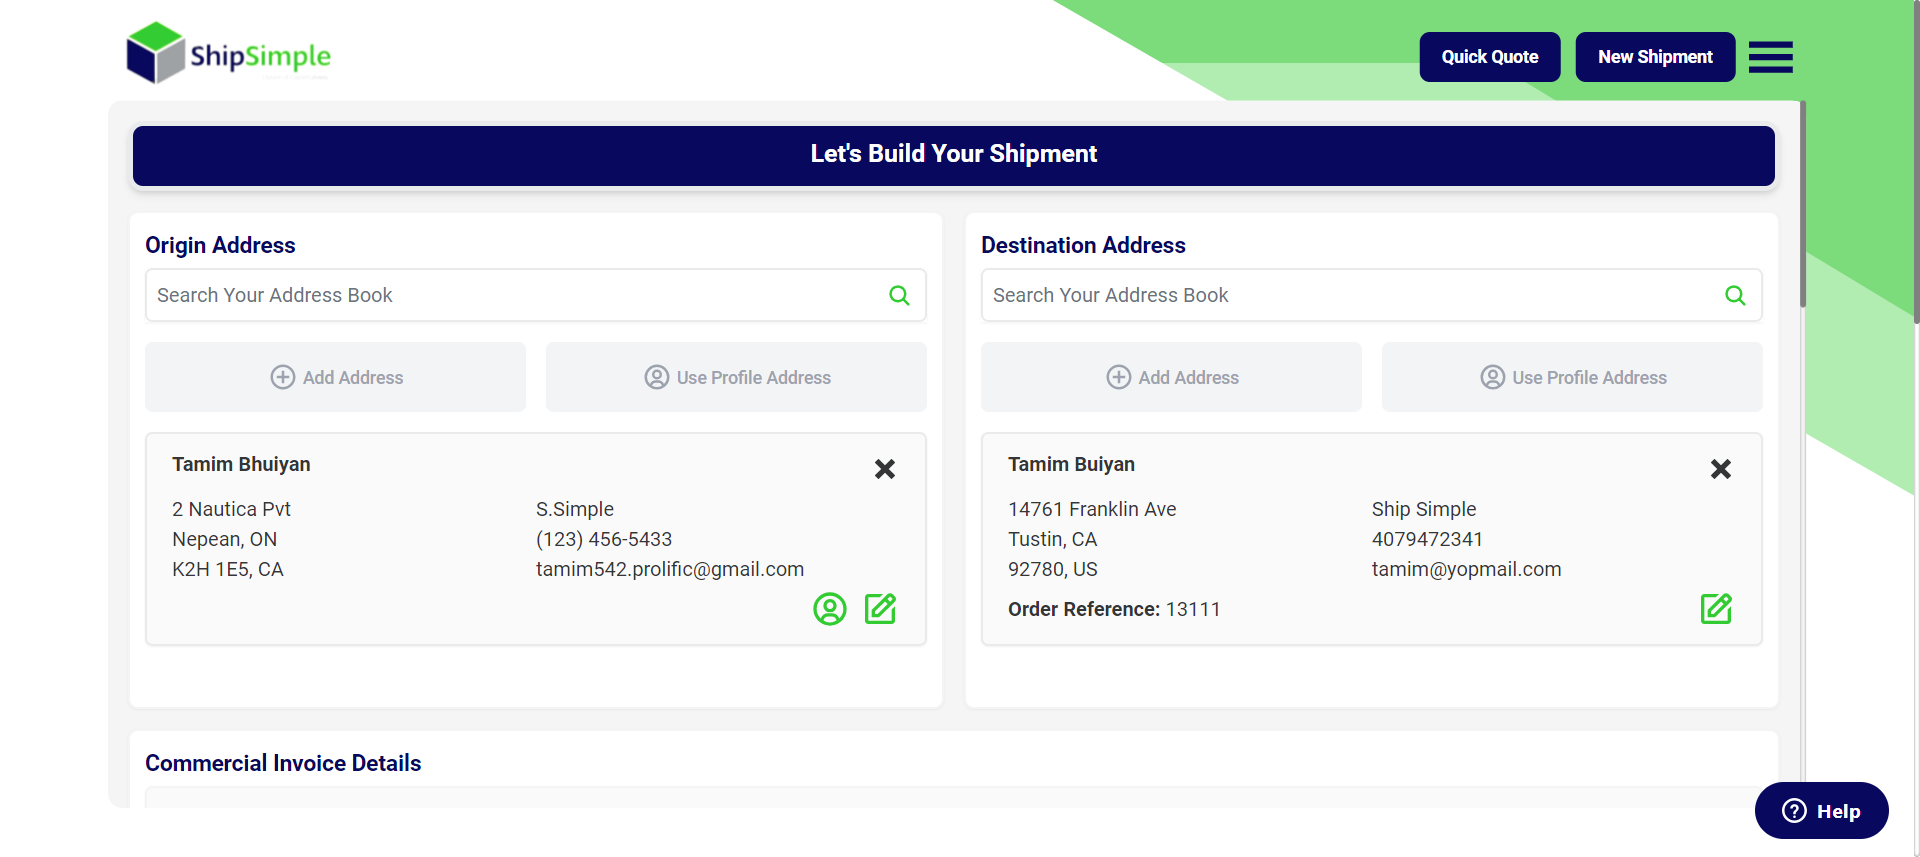 ShipSimple
Quick Quote
New Shipment
Let's Build Your Shipment
Origin Address
Search Your Address Book
Add Address
Use Profile Address
Tamim Bhuiyan
2 Nautica Pvt
Nepean, ON
K2H 1E5, CA
S.Simple
(123) 456-5433
tamim542.prolific@gmail.com
Destination Address
Search Your Address Book
Add Address
Use Profile Address
Tamim Buiyan
14761 Franklin Ave
Tustin, CA
92780, US
Ship Simple
4079472341
tamim@yopmail.com
Order Reference: 13111
Commercial Invoice Details
Help